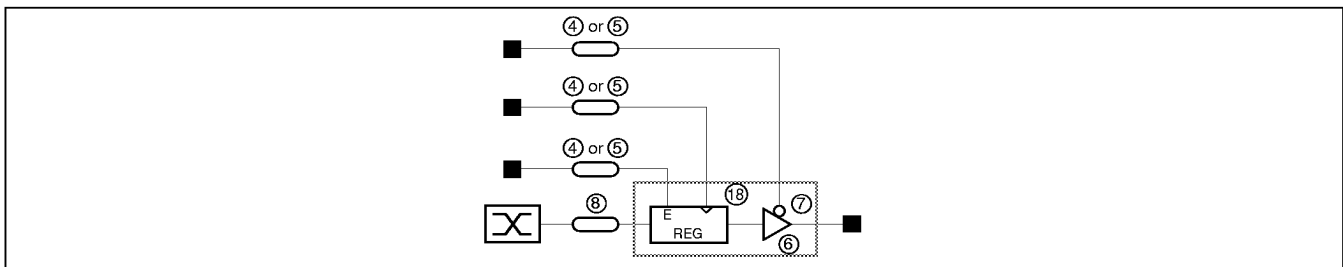 ④ or ⑤
④ or ⑤
④ or ⑤
⑱
⑧
⑦
E
REG
⑥